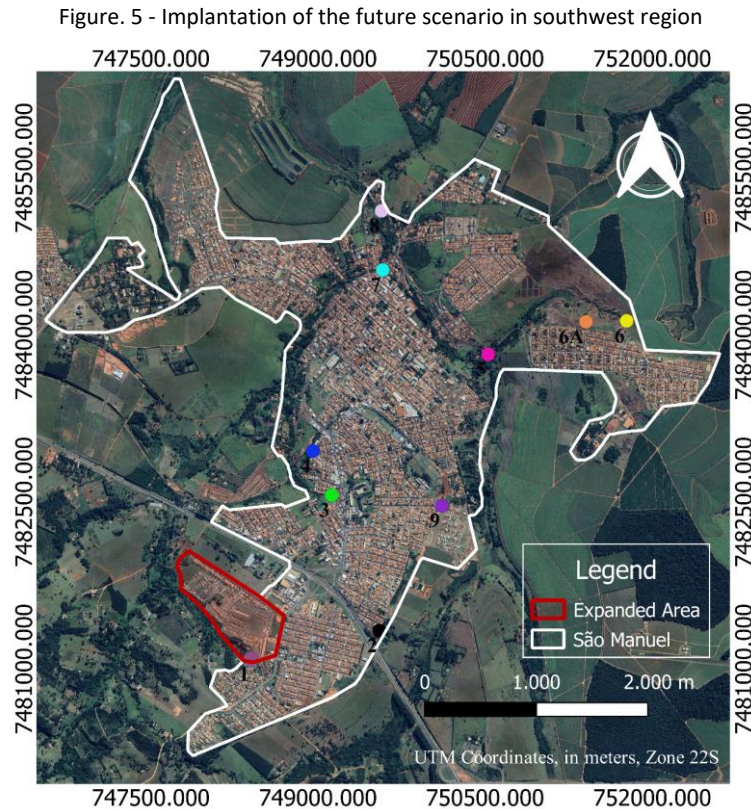 Figure. 5 - Implantation of the future scenario in southwest region
747500.000 749000.000 750500.000 752000.000
7485500.000
7484000.000
7482500.000
7481000.000
7485500.000
7484000.000
7482500.000
7481000.000
8
7
6A
6
5
4
3
9
2
1
Legend
Expanded Area
São Manuel
0 1.000 2.000 m
UTM Coordinates, in meters, Zone 22S
747500.000 749000.000 750500.000 752000.000